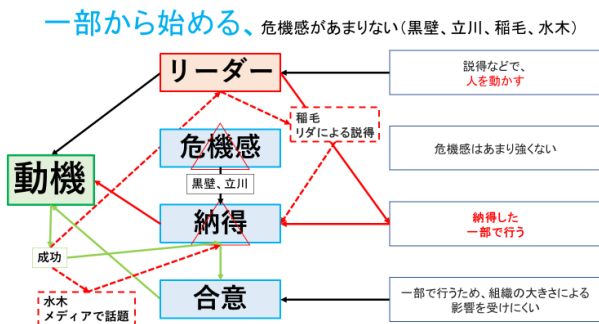 一部から始める、危機感があまりない（黒壁、立川、稲毛、水木）
リーダー
説得などで、
人を動かす
稲毛
リダによる説得
危機感
危機感はあまり強くない
動機
黒壁、立川
納得
納得した
一部で行う
成功
水木
メディアで話題
合意
一部で行うため、組織の大きさによる
影響を受けにくい